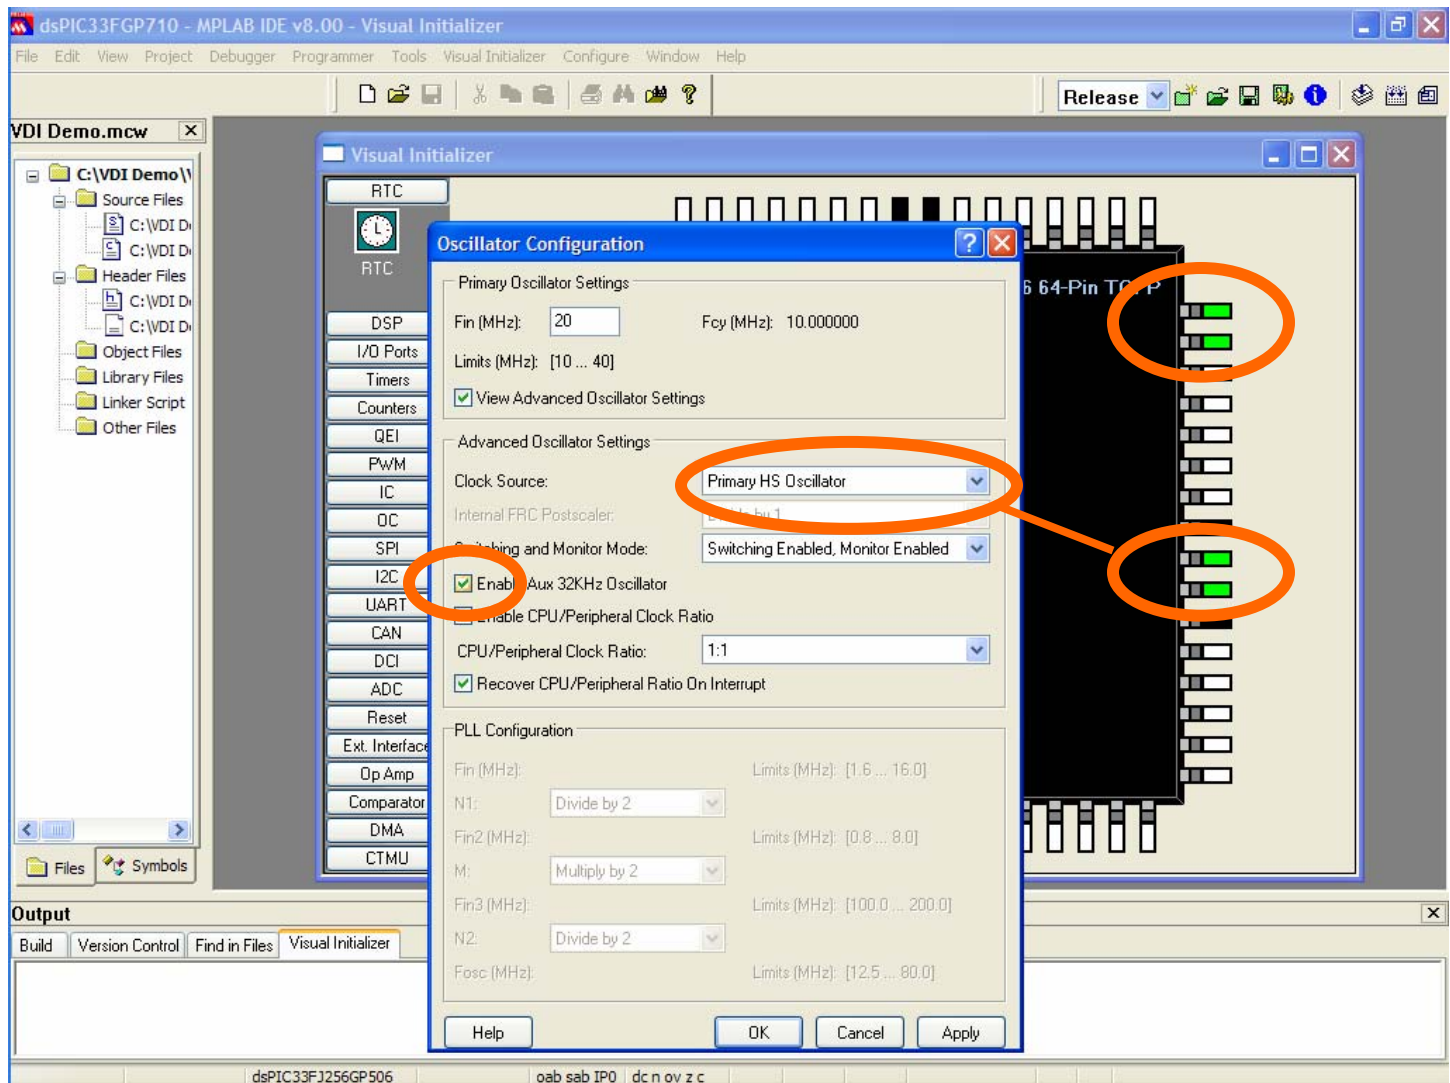 dsPIC33FGP710 - MPLAB IDE v8.00 - Visual Initializer
File Edit View Project Debugger Programmer Tools Visual Initializer Configure Window Help
Release
VDI Demo.mcw
C:\VDI Demo\
Source Files
C:\VDI D
C:\VDI D
Header Files
C:\VDI D
C:\VDI D
Object Files
Library Files
Linker Script
Other Files
Files Symbols
Visual Initializer
RTC
RTC
DSP
I/O Ports
Timers
Counters
QEI
PWM
IC
OC
SPI
I2C
UART
CAN
DCI
ADC
Reset
Ext. Interface
Op Amp
Comparator
DMA
CTMU
6 64-Pin
Oscillator Configuration
Primary Oscillator Settings
Fin (MHz): 20 Fcy (MHz): 10.000000
Limits (MHz): [10 ... 40]
View Advanced Oscillator Settings
Advanced Oscillator Settings
Clock Source: Primary HS Oscillator
Internal FRC Postscaler: Divide by 1
Switching and Monitor Mode: Switching Enabled, Monitor Enabled
Enable Aux 32KHz Oscillator
Enable CPU/Peripheral Clock Ratio
CPU/Peripheral Clock Ratio: 1:1
Recover CPU/Peripheral Ratio On Interrupt
PLL Configuration
Fin (MHz): Limits (MHz): [1.6 ... 16.0]
N1: Divide by 2
Fin2 (MHz): Limits (MHz): [0.8 ... 8.0]
M: Multiply by 2
Fin3 (MHz): Limits (MHz): [100.0 ... 200.0]
N2: Divide by 2
Fosc (MHz): Limits (MHz): [12.5 ... 80.0]
Help OK Cancel Apply
Output
Build Version Control Find in Files Visual Initializer
dsPIC33FJ256GP506 oab sab IP0 dc n ov z c